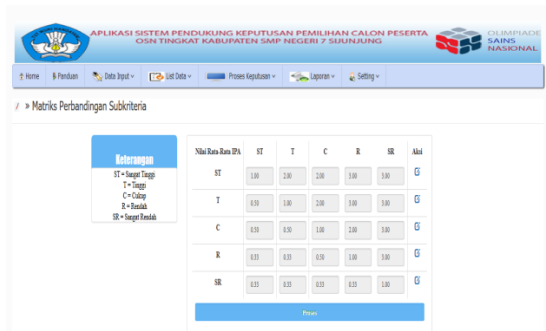 APLIKASI SISTEM PENDUKUNG KEPUTUSAN PEMILIHAN CALON PESERTA
OSN TINGKAT KABUPATEN SMP NEGERI 7 SIJUNJUNG
OLIMPIADE
SAINS
NASIONAL
Home Panduan Data Input List Data Proses Keputusan Laporan Setting
/ » Matriks Perbandingan Subkriteria
Keterangan
ST = Sangat Tinggi
T = Tinggi
C = Cukup
R = Rendah
SR = Sangat Rendah
Nilai Rata-Rata IPA ST T C R SR Aksi
ST 1.00 2.00 2.00 3.00 3.00
T 0.50 1.00 2.00 3.00 3.00
C 0.50 0.50 1.00 2.00 3.00
R 0.33 0.33 0.50 1.00 3.00
SR 0.33 0.33 0.33 0.33 1.00
Proses